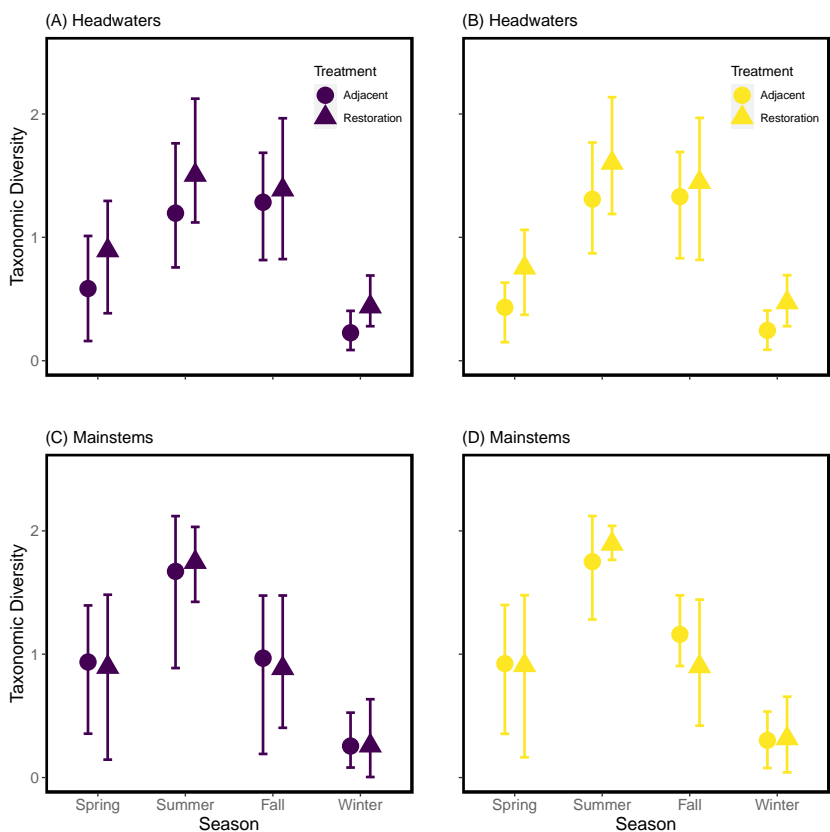 (A) Headwaters
(B) Headwaters
Treatment
Adjacent
Restoration
Treatment
Adjacent
Restoration
Taxonomic Diversity
2
1
0
(C) Mainstems
(D) Mainstems
Taxonomic Diversity
2
1
0
Spring Summer Fall Winter
Spring Summer Fall Winter
Season
Season